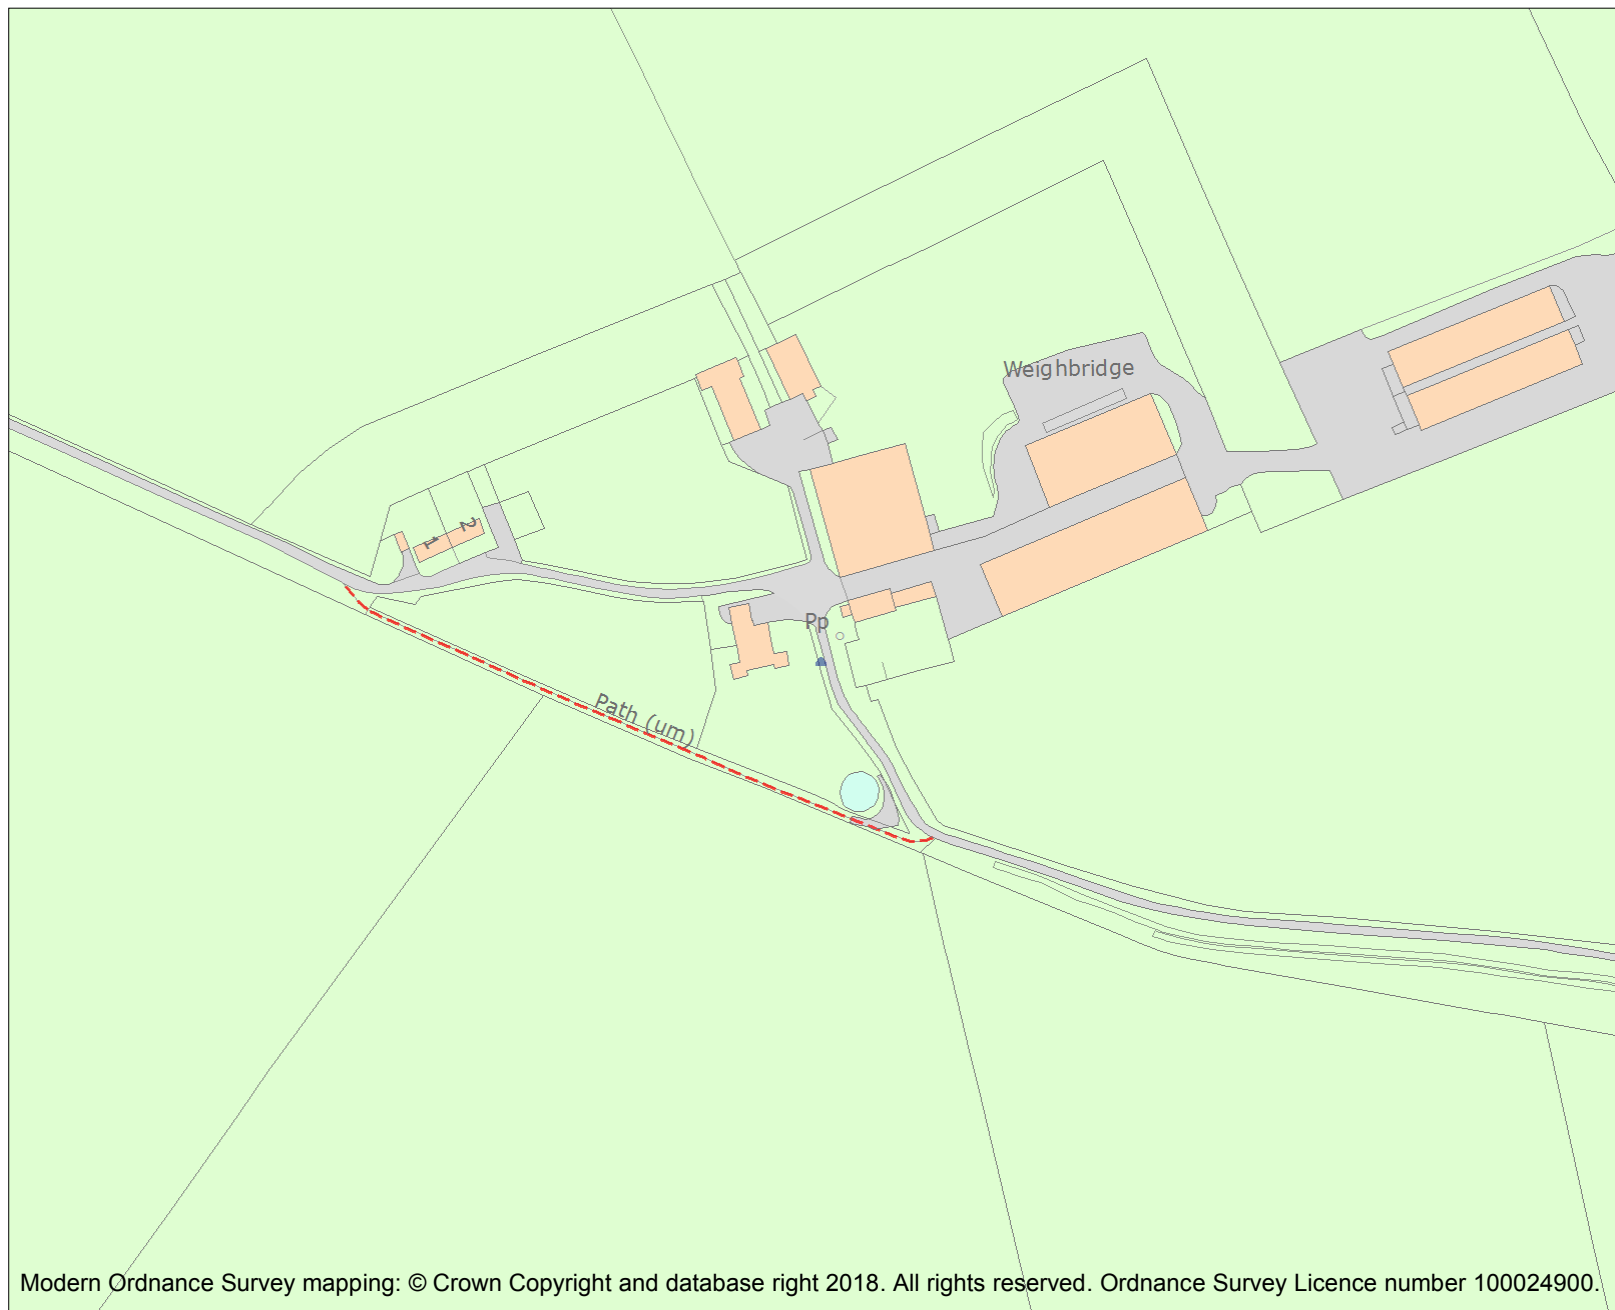 Weighbridge
2
1
Pp
Path (um)
Modern Ordnance Survey mapping: © Crown Copyright and database right 2018. All rights reserved. Ordnance Survey Licence number 100024900.